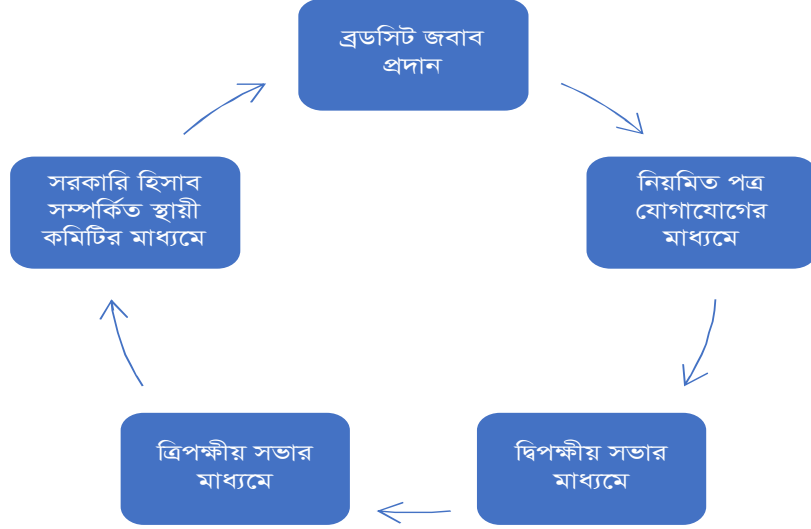 ব্রডসিট জবাব
প্রদান
নিয়মিত পত্র
যোগাযোগের
মাধ্যমে
দ্বিপক্ষীয় সভার
মাধ্যমে
ত্রিপক্ষীয় সভার
মাধ্যমে
সরকারি হিসাব
সম্পর্কিত স্থায়ী
কমিটির মাধ্যমে